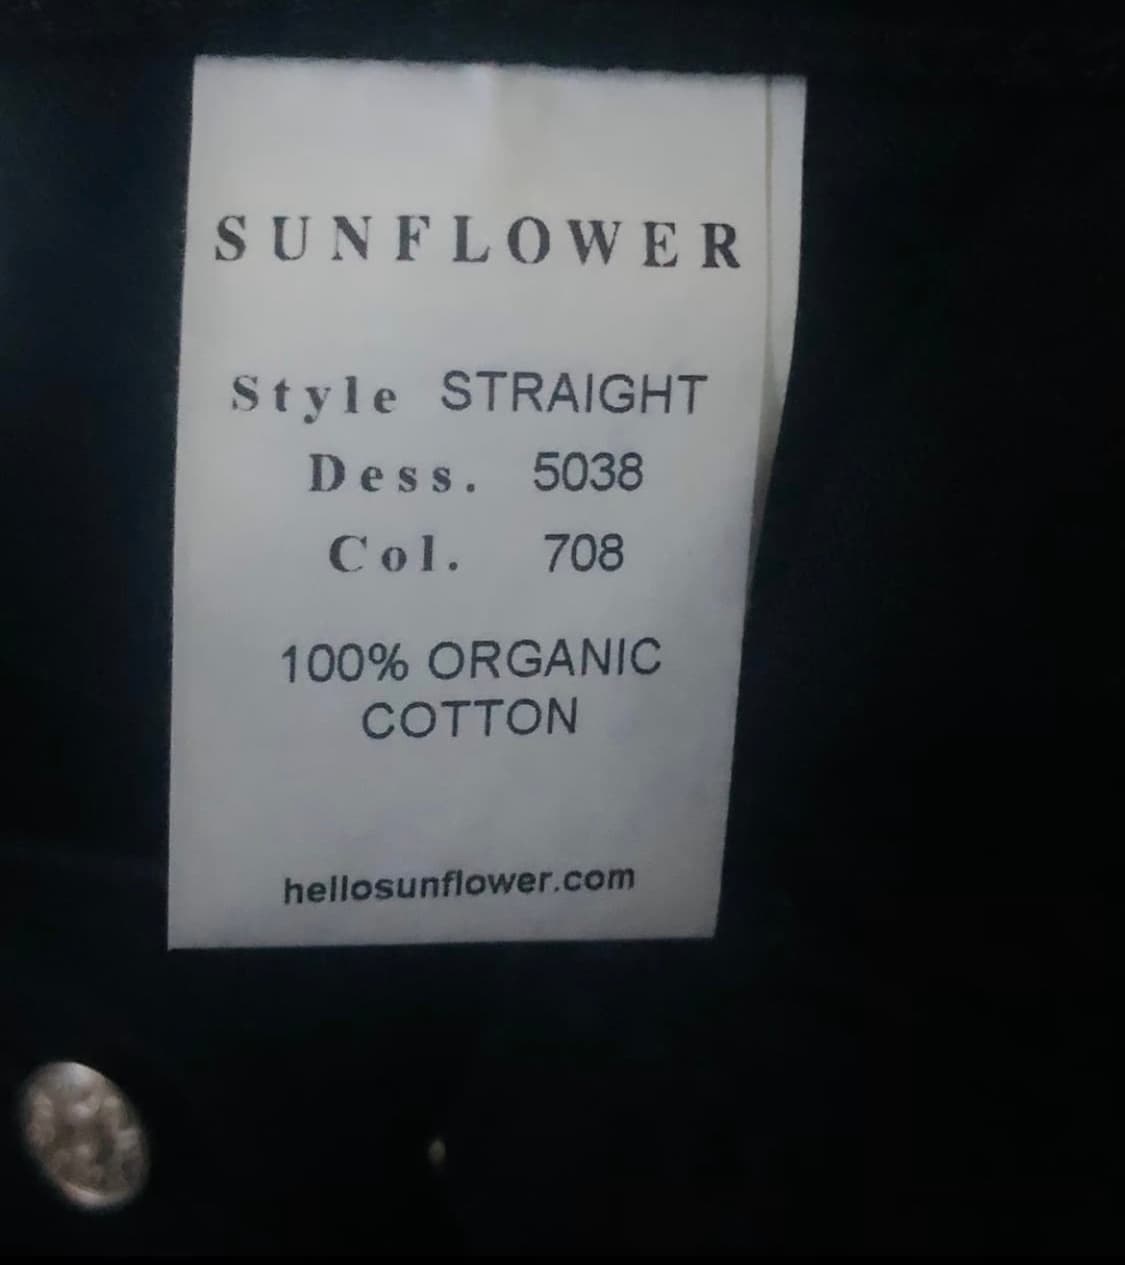 SUNFLOWER
Style STRAIGHT
Dess. 5038
Col. 708
100% ORGANIC
COTTON
hellosunflower.com